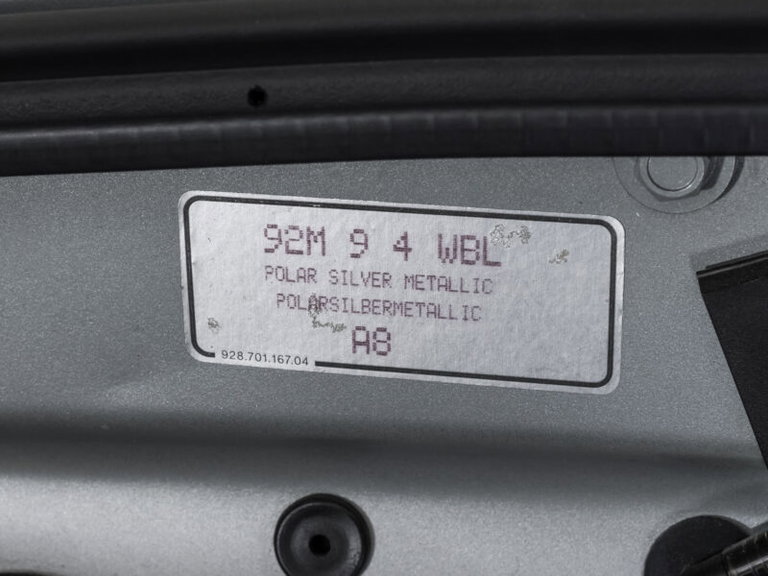 92M 9 4 WBL
POLAR SILVER METALLIC
POLARSILBERMETALLIC
A8
928.701.167.04